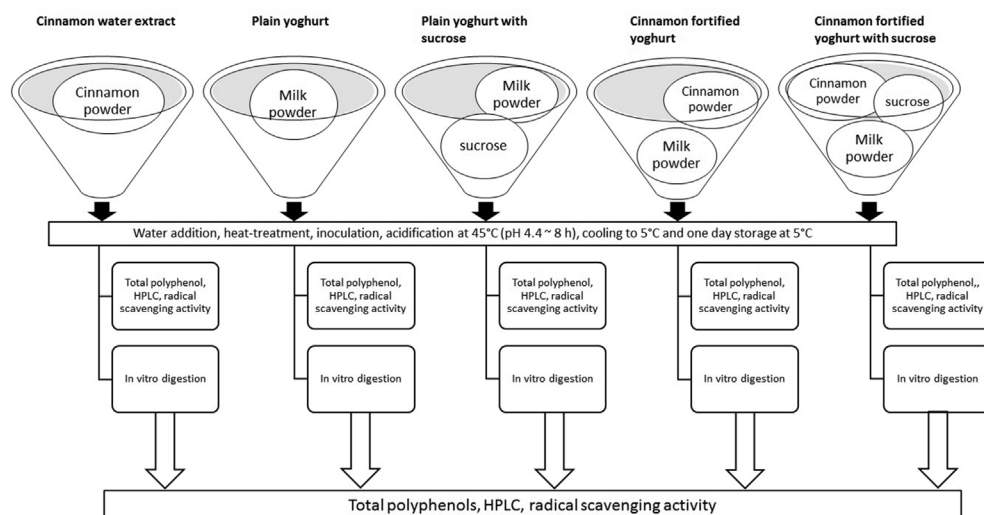 Cinnamon water extract
Plain yoghurt
Plain yoghurt with
sucrose
Cinnamon fortified
yoghurt
Cinnamon fortified
yoghurt with sucrose
Cinnamon
powder
Milk
powder
Milk
powder
sucrose
Cinnamon
powder
Milk
powder
Cinnamon
powder
sucrose
Milk
powder
Water addition, heat-treatment, inoculation, acidification at 45°C (pH 4.4 ~ 8 h), cooling to 5°C and one day storage at 5°C
Total polyphenol,
HPLC, radical
scavenging activity
Total polyphenol,
HPLC, radical
scavenging activity
Total polyphenol,
HPLC, radical
scavenging activity
Total polyphenol,
HPLC, radical
scavenging activity
Total polyphenol,,
HPLC, radical
scavenging activity
In vitro digestion
In vitro digestion
In vitro digestion
In vitro digestion
In vitro digestion
Total polyphenols, HPLC, radical scavenging activity